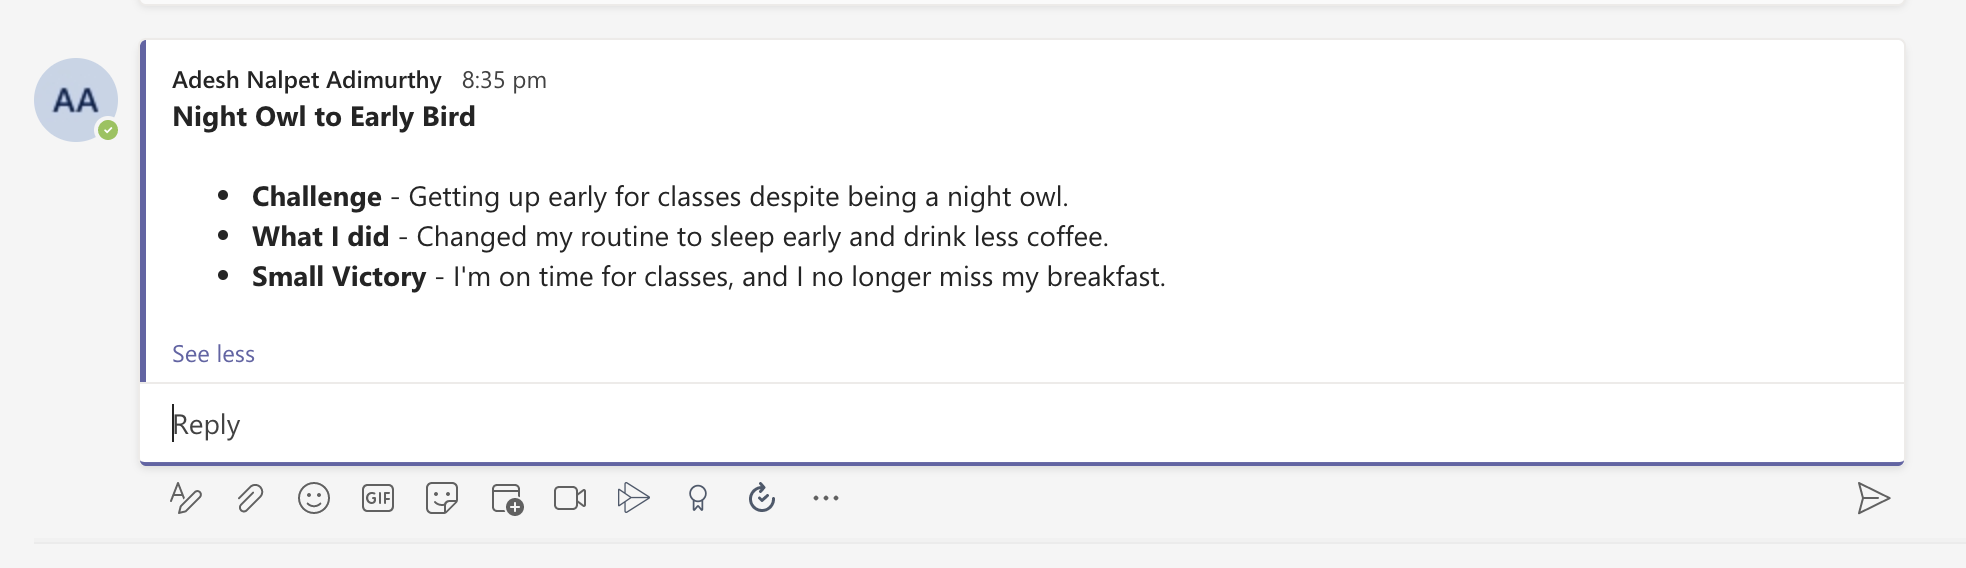 AA
Adesh Nalpet Adimurthy 8:35 pm
Night Owl to Early Bird
• Challenge - Getting up early for classes despite being a night owl.
• What I did - Changed my routine to sleep early and drink less coffee.
• Small Victory - I'm on time for classes, and I no longer miss my breakfast.
See less
Reply
GIF